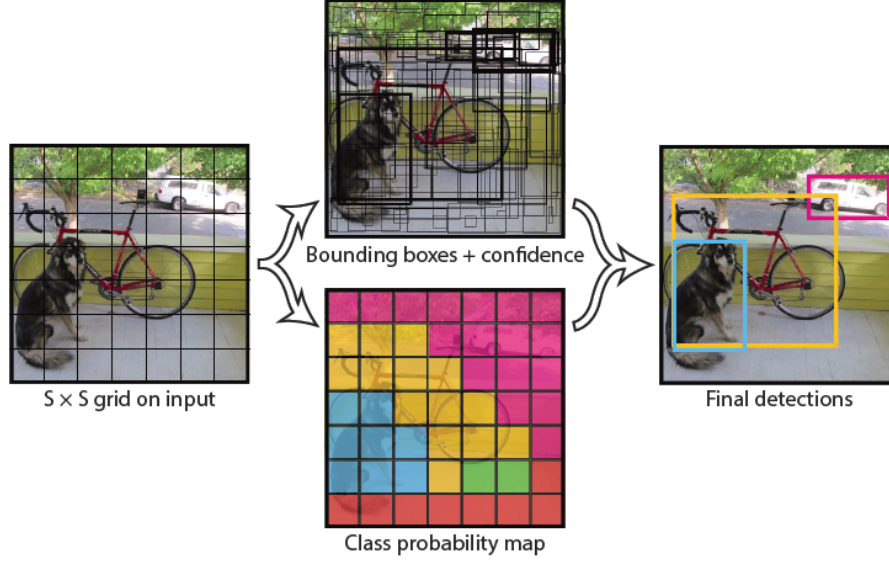 S × S grid on input
Bounding boxes + confidence
Class probability map
Final detections